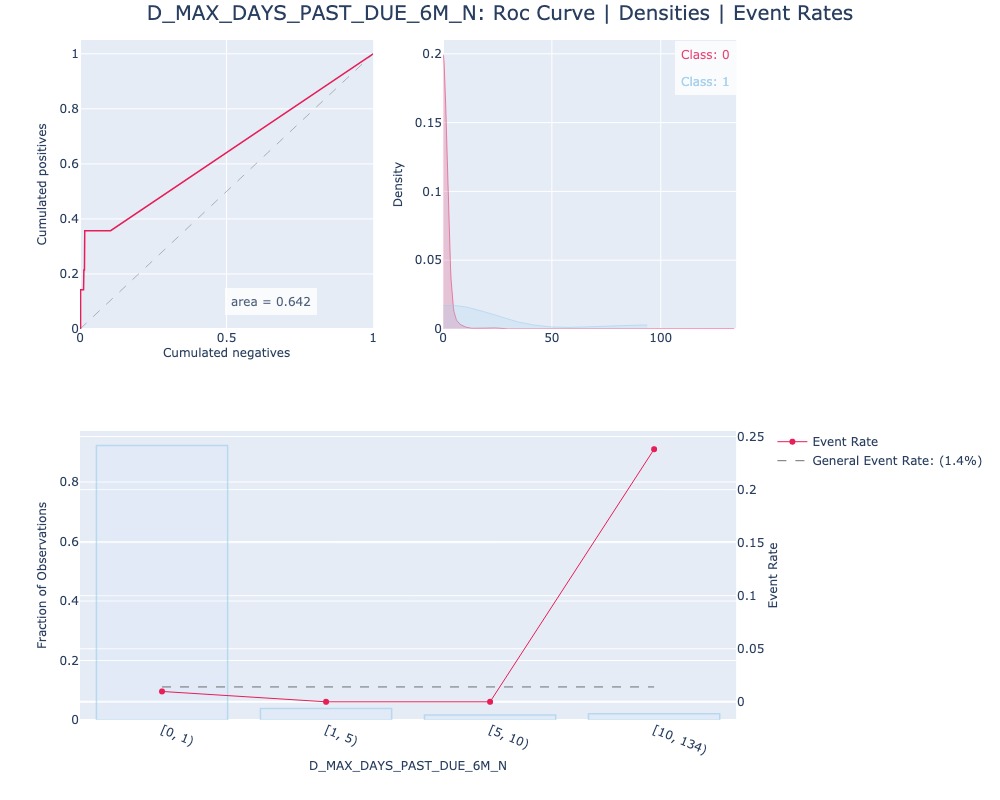 D_MAX_DAYS_PAST_DUE_6M_N: Roc Curve | Densities | Event Rates
1
0.8
0.6
0.4
0.2
0
Cumulated positives
area = 0.642
0
0.5
1
Cumulated negatives
0.2
0.15
0.1
0.05
0
Density
Class: 0
Class: 1
0
50
100
0.8
0.6
0.4
0.2
0
Fraction of Observations
0.25
0.2
0.15
0.1
0.05
0
Event Rate
Event Rate
General Event Rate: (1.4%)
[0, 1)
[1, 5)
[5, 10)
[10, 134)
D_MAX_DAYS_PAST_DUE_6M_N